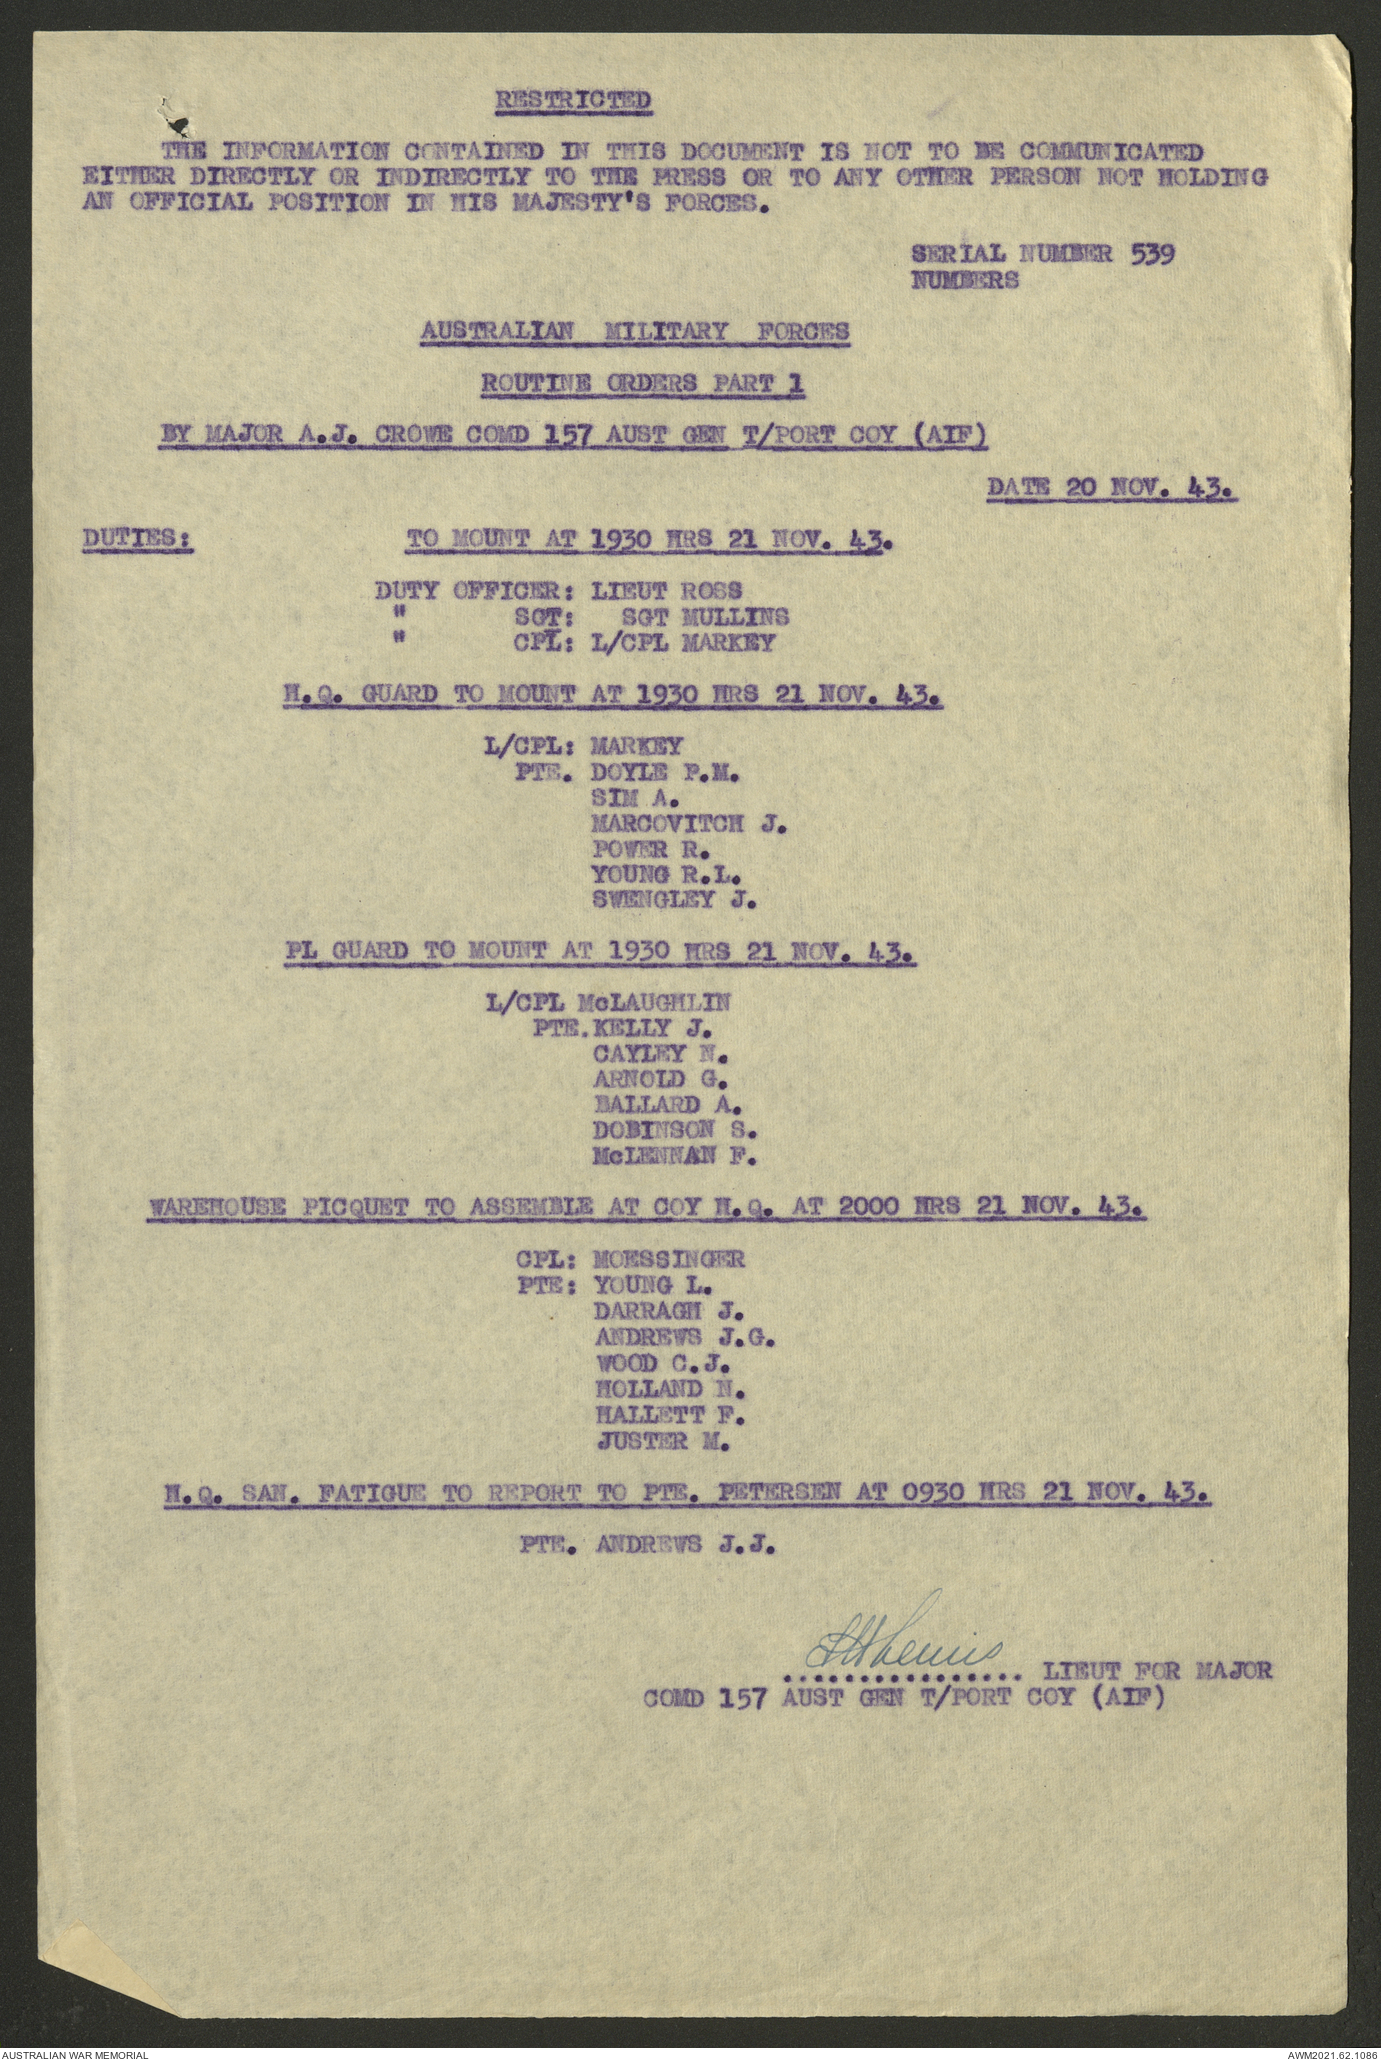 RESTRICTED
THE INFORMATION CONTAINED IN THIS DOCUMENT IS NOT TO BE COMMUNICATED
EITHER DIRECTLY OR INDIRECTLY TO THE PRESS OR TO ANY OTHER PERSON NOT HOLDING
AN OFFICIAL POSITION IN HIS MAJESTY'S FORCES.
SERIAL NUMBER 539
NUMBERS
AUSTRALIAN MILITARY FORCES
ROUTINE ORDERS PART 1
BY MAJOR A.J. CROWE COMD 157 AUST GEN T/PORT COY (AIF)
DATE 20 NOV. 43.
DUTIES: TO MOUNT AT 1930 HRS 21 NOV. 43.
DUTY OFFICER: LIEUT ROSS
" SGT: SGT MULLINS
" CPL: L/CPL MARKEY
H.Q. GUARD TO MOUNT AT 1930 HRS 21 NOV. 43.
L/CPL: MARKEY
PTE. DOYLE P.M.
SIM A.
MARCOVITCH J.
POWER R.
YOUNG R.L.
SWENGLEY J.
PL GUARD TO MOUNT AT 1930 HRS 21 NOV. 43.
L/CPL McLAUGHLIN
PTE.KELLY J.
CAYLEY N.
ARNOLD G.
BALLARD A.
DOBINSON S.
McLENNAN F.
WAREHOUSE PICQUET TO ASSEMBLE AT COY H.Q. AT 2000 HRS 21 NOV. 43.
CPL: MOESSINGER
PTE: YOUNG L.
DARRAGH J.
ANDREWS J.G.
WOOD C.J.
HOLLAND N.
HALLETT F.
JUSTER M.
H.Q. SAN. FATIGUE TO REPORT TO PTE. PETERSEN AT 0930 HRS 21 NOV. 43.
PTE. ANDREWS J.J.
Lewis
................ LIEUT FOR MAJOR
COMD 157 AUST GEN T/PORT COY (AIF)
AUSTRALIAN WAR MEMORIAL
AWM2021.62.1086